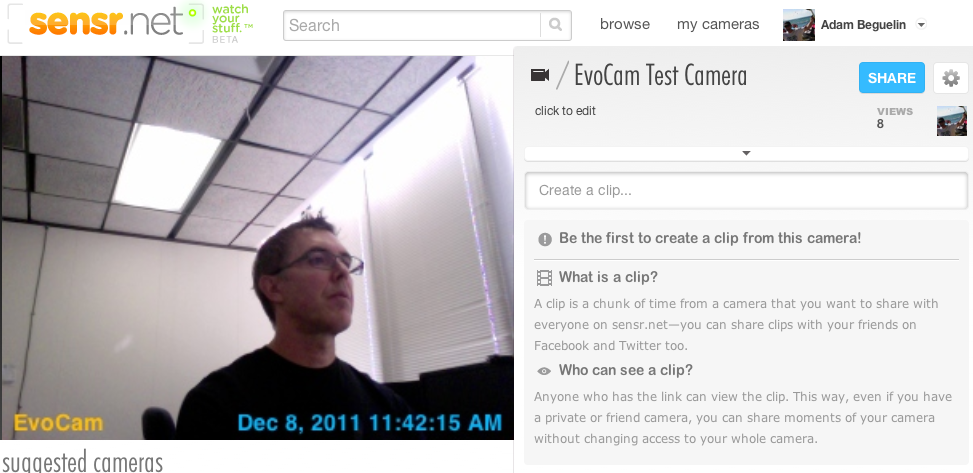 sensr.net
watch
your
stuff.™
BETA
Search
browse
my cameras
Adam Beguelin
EvoCam Test Camera
SHARE
click to edit
VIEWS
8
Create a clip...
Be the first to create a clip from this camera!
What is a clip?
A clip is a chunk of time from a camera that you want to share with
everyone on sensr.net—you can share clips with your friends on
Facebook and Twitter too.
Who can see a clip?
Anyone who has the link can view the clip. This way, even if you have
a private or friend camera, you can share moments of your camera
without changing access to your whole camera.
EvoCam
Dec 8, 2011 11:42:15 AM
suggested cameras